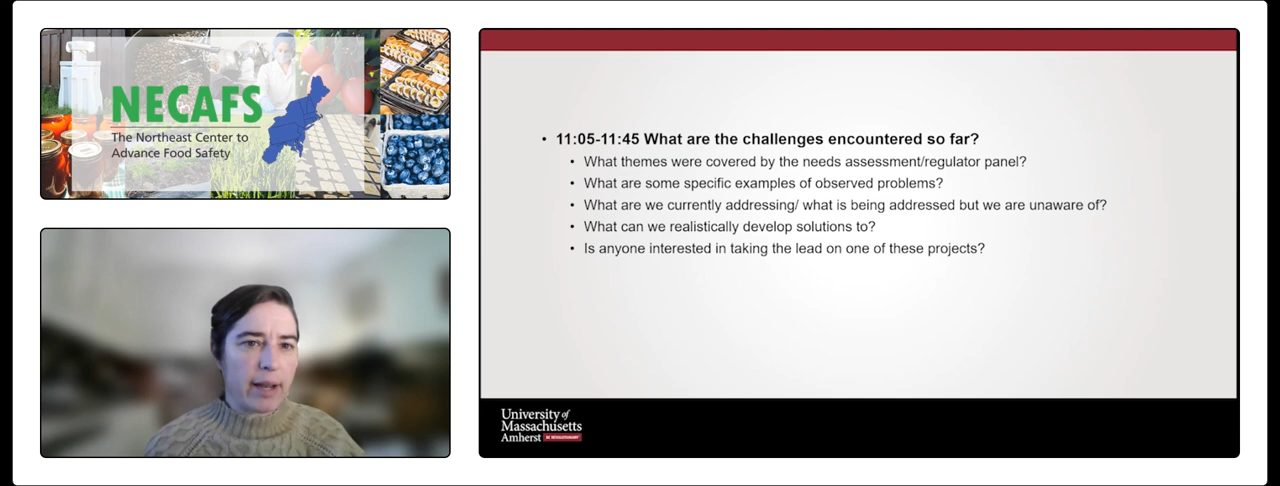 NECAFS
The Northeast Center to
Advance Food Safety
• 11:05-11:45 What are the challenges encountered so far?
• What themes were covered by the needs assessment/regulator panel?
• What are some specific examples of observed problems?
• What are we currently addressing/ what is being addressed but we are unaware of?
• What can we realistically develop solutions to?
• Is anyone interested in taking the lead on one of these projects?
University of
Massachusetts
Amherst BE REVOLUTIONARY